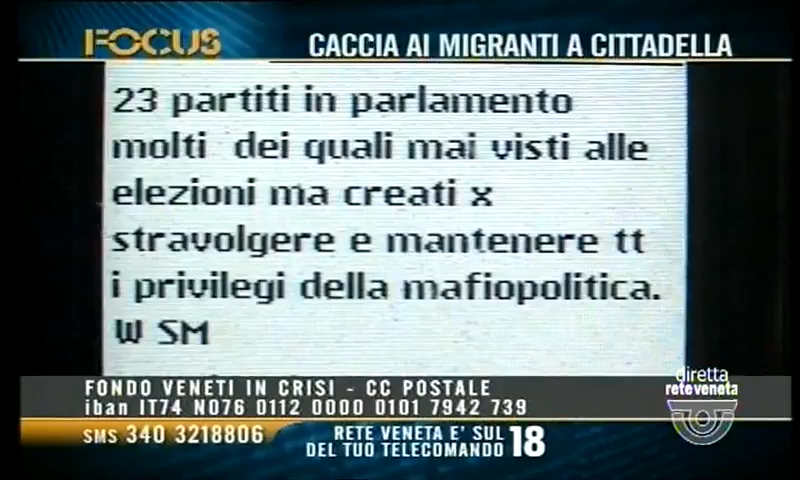 FOCUS
CACCIA AI MIGRANTI A CITTADELLA
23 partiti in parlamento
molti dei quali mai visti alle
elezioni ma creati x
stravolgere e mantenere tt
i privilegi della mafiopolitica.
W SM
FONDO VENETI IN CRISI - CC POSTALE
iban IT74 N076 0112 0000 0101 7942 739
diretta
reteveneta
SMS 340 3218806
RETE VENETA E' SUL
DEL TUO TELECOMANDO 18